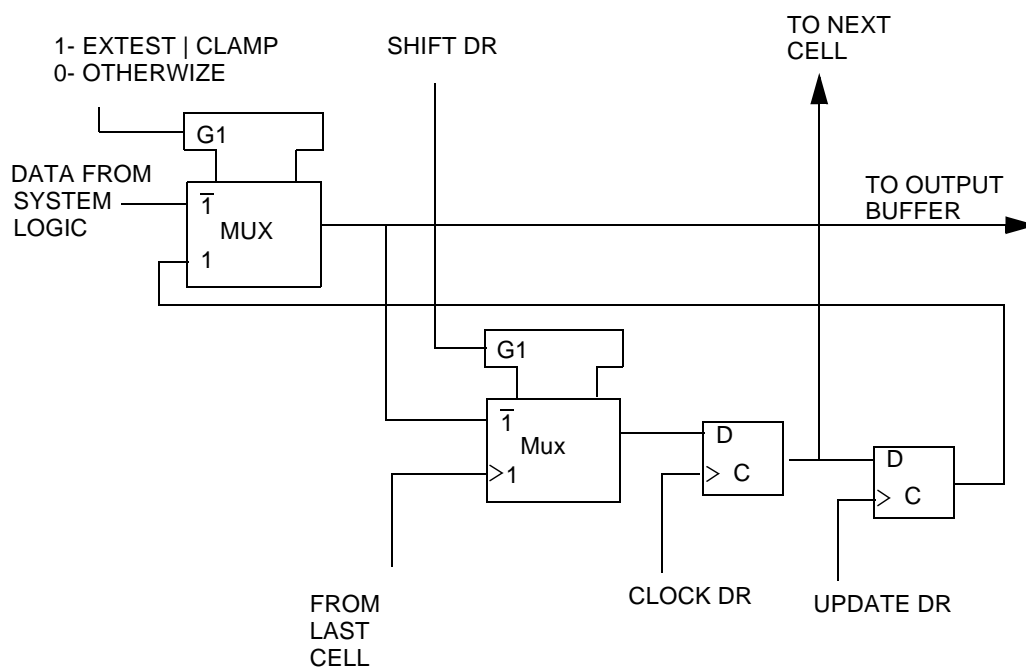 1- EXTEST | CLAMP
0- OTHERWIZE
SHIFT DR
TO NEXT
CELL
G1
DATA FROM
SYSTEM
LOGIC
1
MUX
1
TO OUTPUT
BUFFER
G1
1
Mux
1
D
C
D
C
FROM
LAST
CELL
CLOCK DR
UPDATE DR